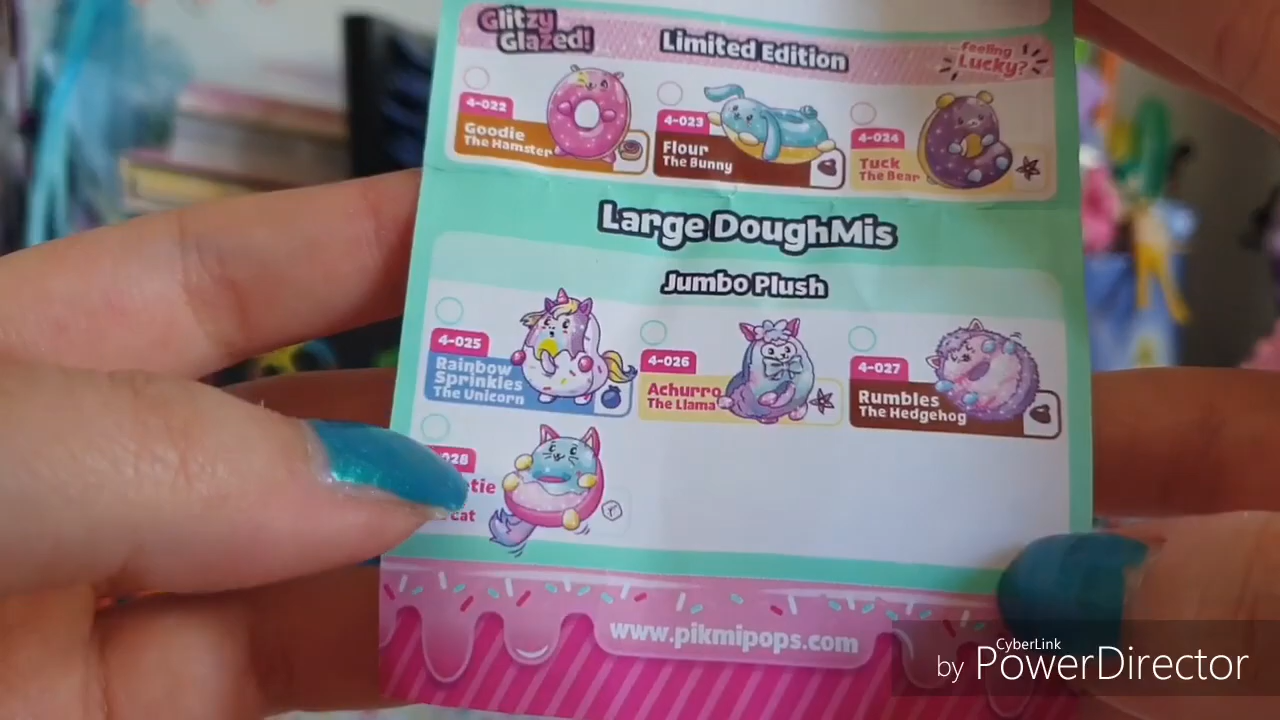 Glitzy
Glazed!
Limited Edition
Feeling
Lucky?
4-022
Goodie
The Hamster
4-023
Flour
The Bunny
4-024
Tuck
The Bear
Large DoughMis
Jumbo Plush
4-025
Rainbow
Sprinkles
The Unicorn
4-026
Achurro
The Llama
4-027
Rumbles
The Hedgehog
028
etie
cat
www.pikmipops.com
CyberLink
by PowerDirector